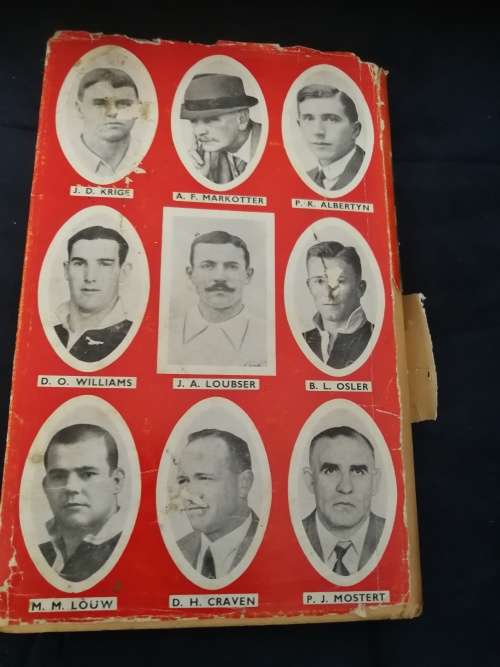 J. D. KRIGE
A. F. MARKOTTER
P. K. ALBERTYN
D. O. WILLIAMS
J. A. LOUBSER
B. L. OSLER
M. M. LOUW
D. H. CRAVEN
P. J. MOSTERT